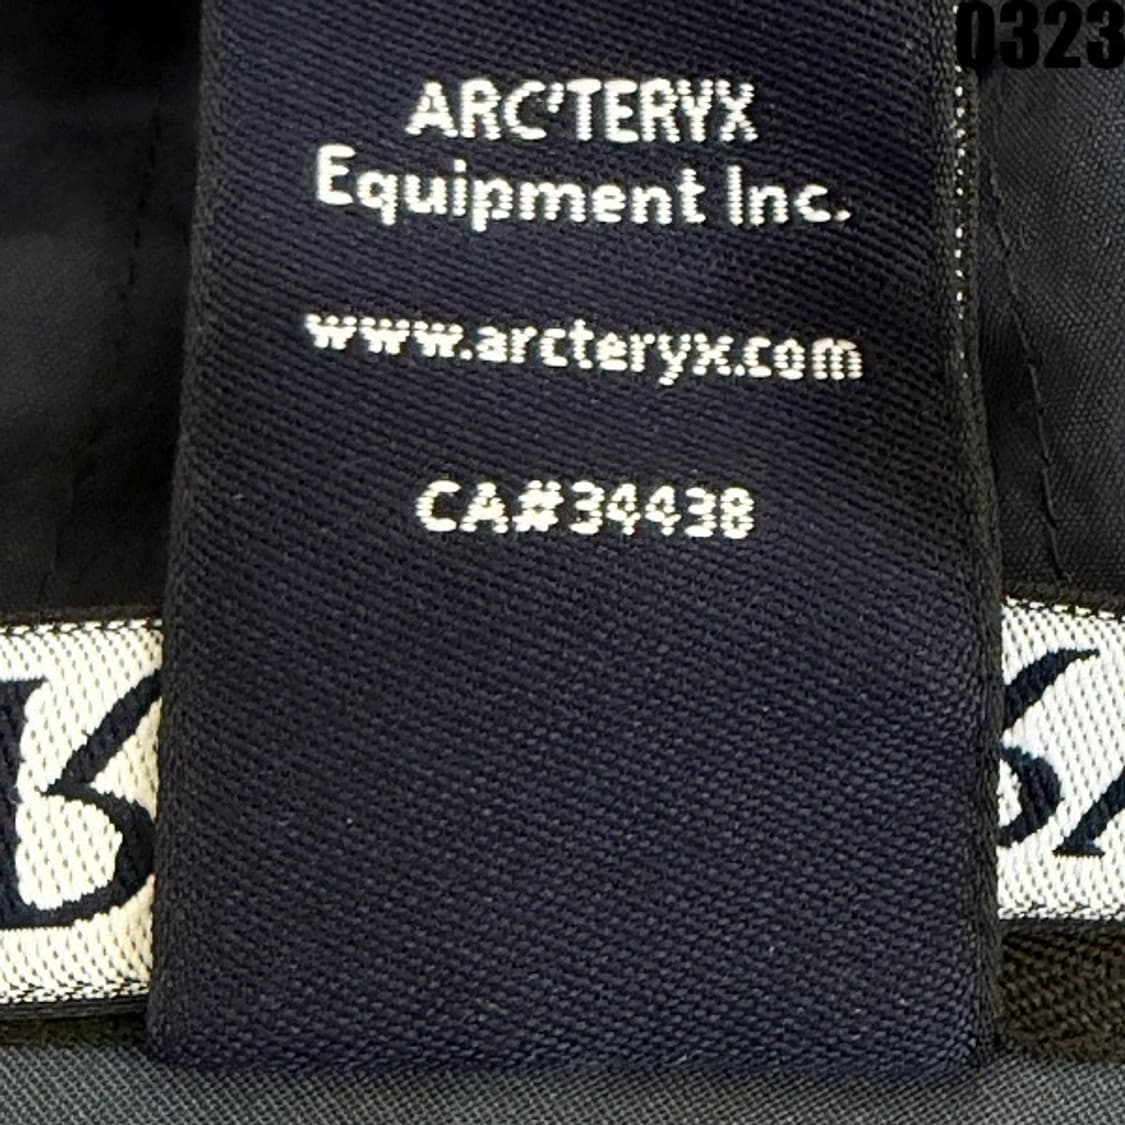 0323
ARC'TERYX
Equipment Inc.
www.arcteryx.com
CA#34438